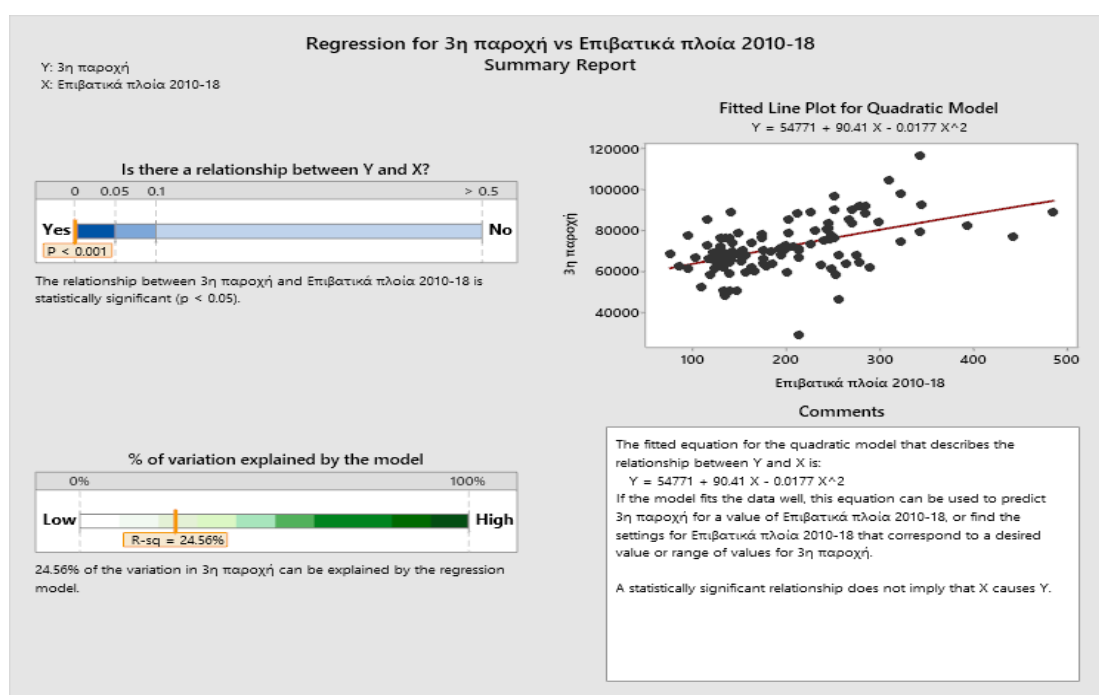 Regression for 3η παροχή vs Επιβατικά πλοία 2010-18
Summary Report
Y: 3η παροχή
X: Επιβατικά πλοία 2010-18
Is there a relationship between Y and X?
0 0.05 0.1 > 0.5
Yes No
P < 0.001
The relationship between 3η παροχή and Επιβατικά πλοία 2010-18 is
statistically significant (p < 0.05).
% of variation explained by the model
0% 100%
Low High
R-sq = 24.56%
24.56% of the variation in 3η παροχή can be explained by the regression
model.
Fitted Line Plot for Quadratic Model
Y = 54771 + 90.41 X - 0.0177 X^2
120000
100000
80000
60000
40000
3η παροχή
100 200 300 400 500
Επιβατικά πλοία 2010-18
Comments
The fitted equation for the quadratic model that describes the
relationship between Y and X is:
Y = 54771 + 90.41 X - 0.0177 X^2
If the model fits the data well, this equation can be used to predict
3η παροχή for a value of Επιβατικά πλοία 2010-18, or find the
settings for Επιβατικά πλοία 2010-18 that correspond to a desired
value or range of values for 3η παροχή.
A statistically significant relationship does not imply that X causes Y.